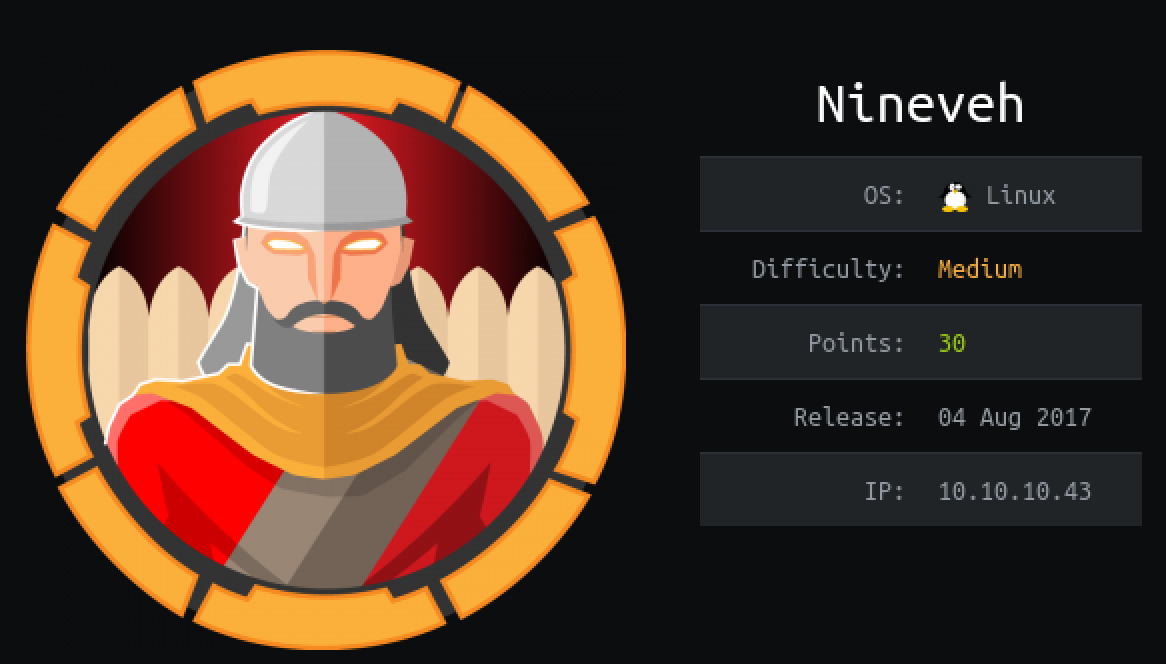 Nineveh
OS: Linux
Difficulty: Medium
Points: 30
Release: 04 Aug 2017
IP: 10.10.10.43